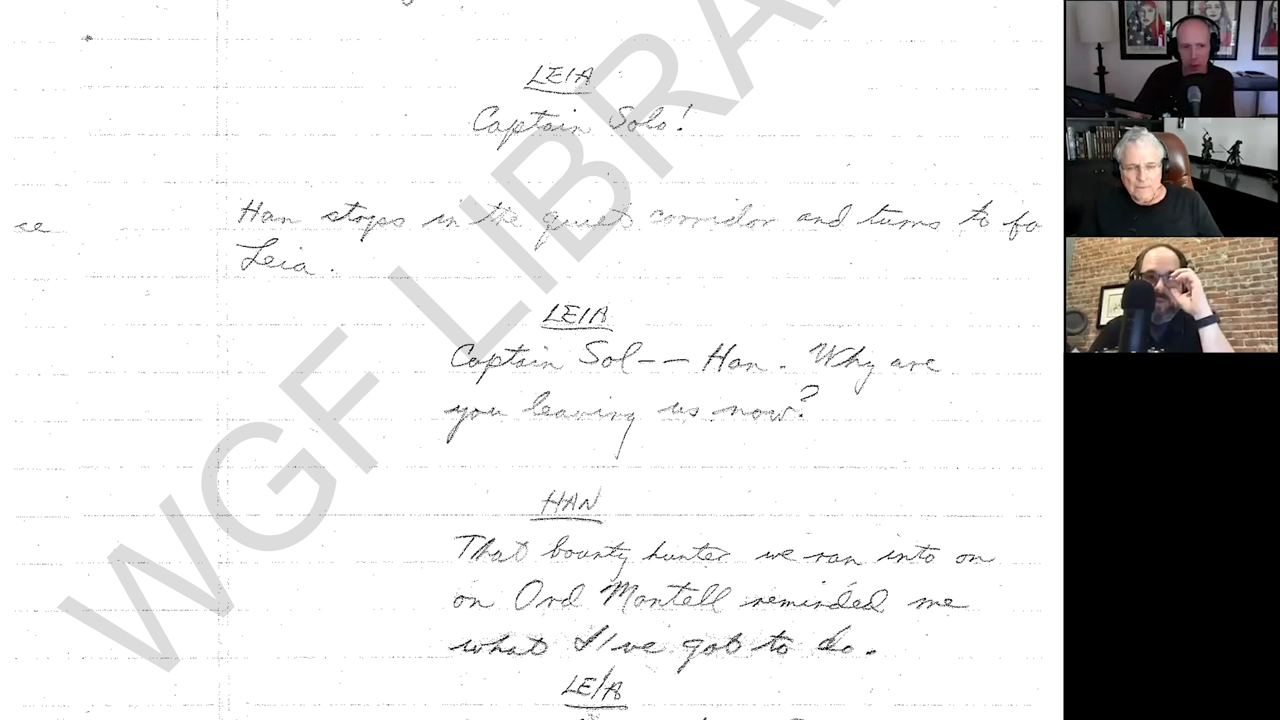 LEIA
Captain Solo!
Han stops in the quiet corridor and turns to fa
ce
Leia.
LEIA
Captain Sol-- Han. Why are
you leaving us now?
HAN
That bounty hunter we ran into on
on Ord Mantell reminded me
what I've got to do.
LEIA
WGF LIBRA